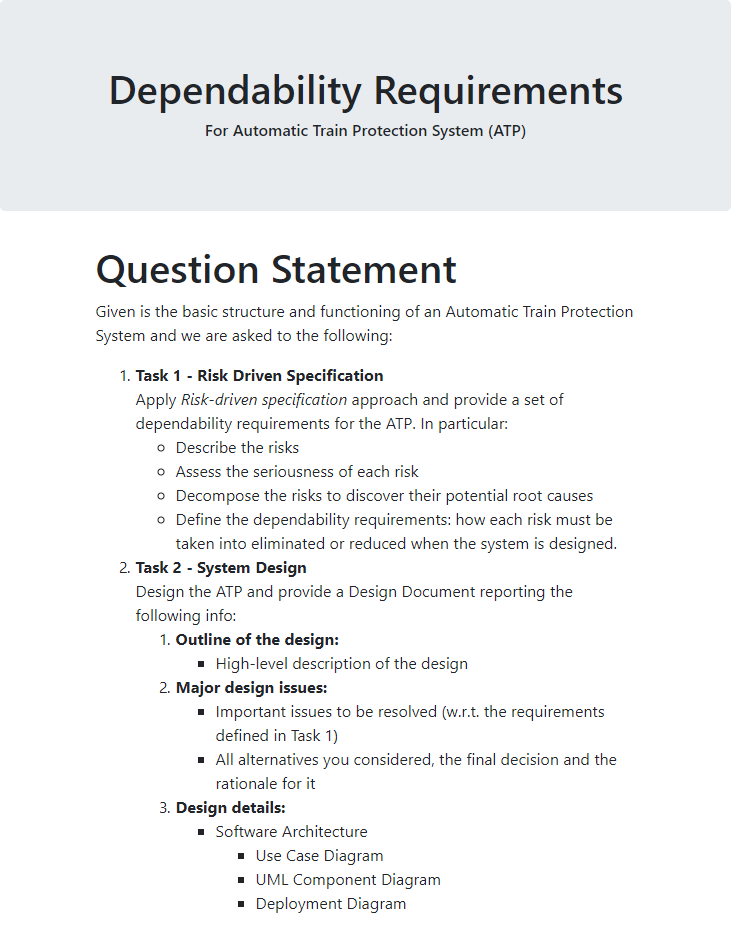 Dependability Requirements
For Automatic Train Protection System (ATP)
Question Statement
Given is the basic structure and functioning of an Automatic Train Protection
System and we are asked to the following:
1. Task 1 - Risk Driven Specification
Apply Risk-driven specification approach and provide a set of
dependability requirements for the ATP. In particular:
Describe the risks
Assess the seriousness of each risk
Decompose the risks to discover their potential root causes
Define the dependability requirements: how each risk must be
taken into eliminated or reduced when the system is designed.
2. Task 2 - System Design
Design the ATP and provide a Design Document reporting the
following info:
1. Outline of the design:
High-level description of the design
2. Major design issues:
Important issues to be resolved (w.r.t. the requirements
defined in Task 1)
All alternatives you considered, the final decision and the
rationale for it
3. Design details:
Software Architecture
Use Case Diagram
UML Component Diagram
Deployment Diagram